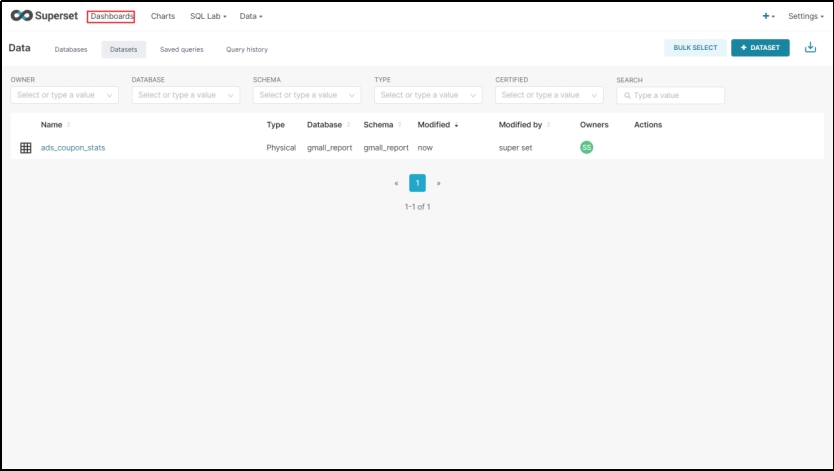 Superset Dashboards Charts SQL Lab Data Settings
Data Databases Datasets Saved queries Query history BULK SELECT + DATASET
OWNER DATABASE SCHEMA TYPE CERTIFIED SEARCH
Select or type a value Select or type a value Select or type a value Select or type a value Select or type a value Type a value
Name Type Database Schema Modified Modified by Owners Actions
ads_coupon_stats Physical gmall_report gmall_report now super set SS
« 1 »
1-1 of 1